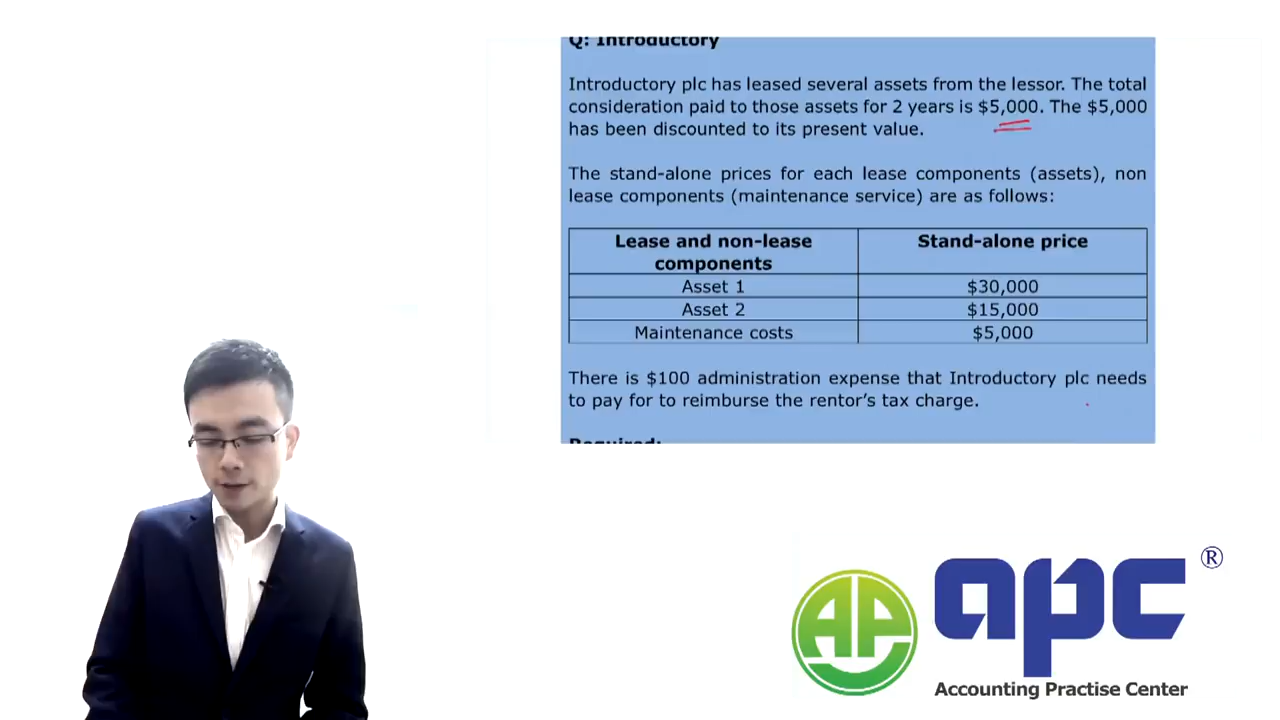 Q: Introductory
Introductory plc has leased several assets from the lessor. The total
consideration paid to those assets for 2 years is $5,000. The $5,000
has been discounted to its present value.
The stand-alone prices for each lease components (assets), non
lease components (maintenance service) are as follows:
Lease and non-lease
components
Stand-alone price
Asset 1
$30,000
Asset 2
$15,000
Maintenance costs
$5,000
There is $100 administration expense that Introductory plc needs
to pay for to reimburse the rentor's tax charge.
Required:
AP
apc®
Accounting Practise Center